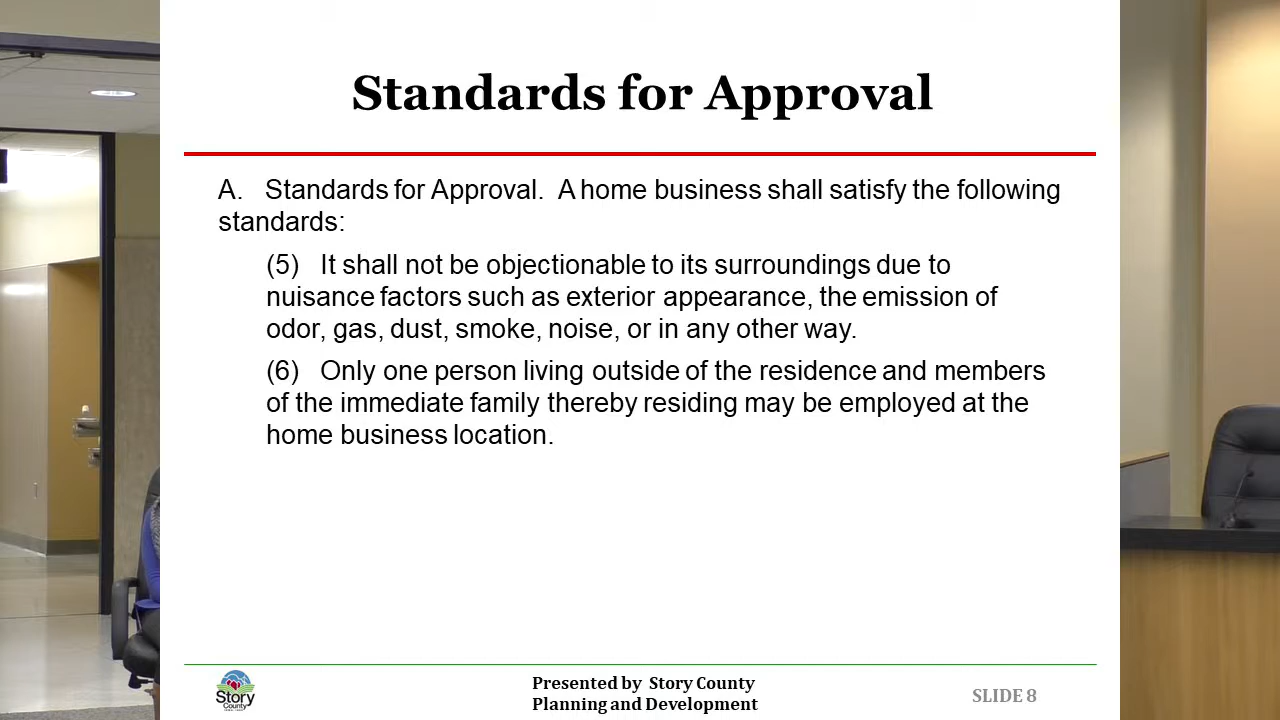 Standards for Approval
A. Standards for Approval. A home business shall satisfy the following
standards:
(5) It shall not be objectionable to its surroundings due to
nuisance factors such as exterior appearance, the emission of
odor, gas, dust, smoke, noise, or in any other way.
(6) Only one person living outside of the residence and members
of the immediate family thereby residing may be employed at the
home business location.
Story
County
Presented by Story County
Planning and Development
SLIDE 8